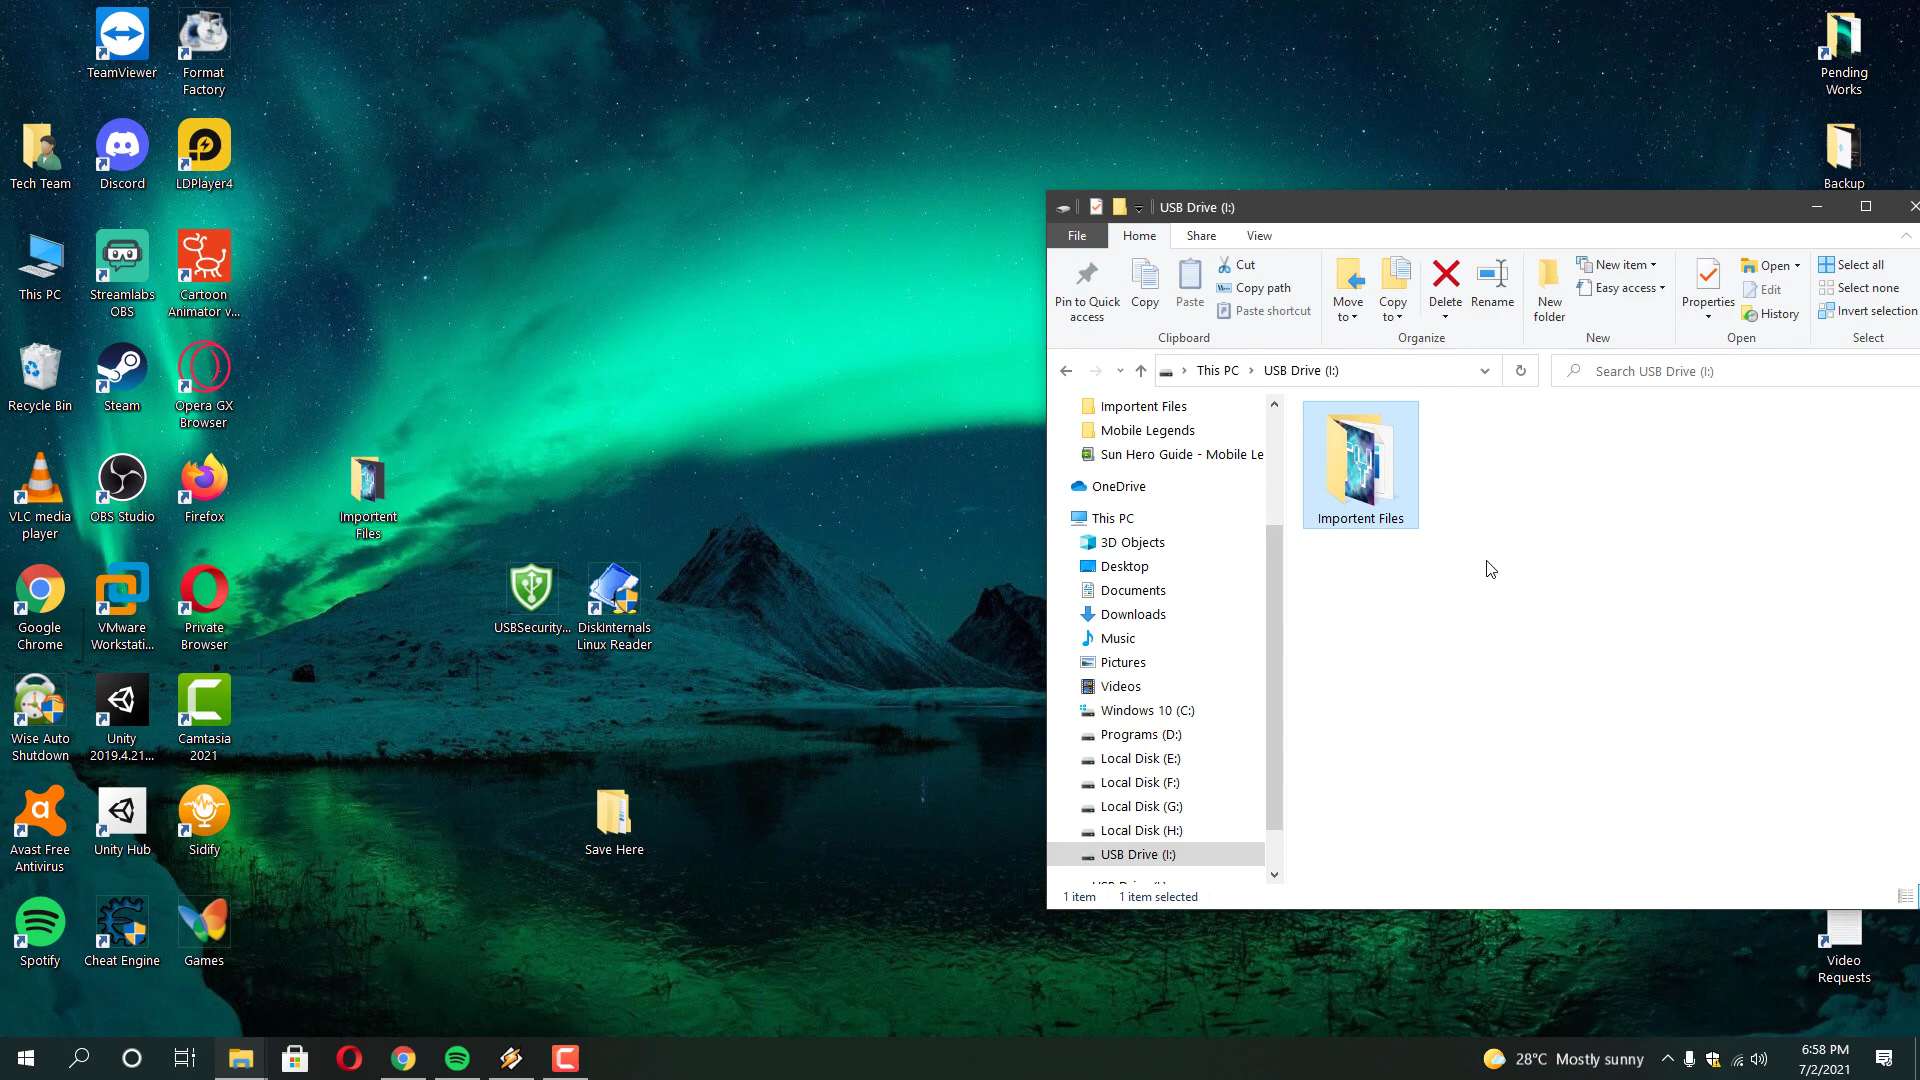 TeamViewer
Format
Factory
Tech Team
Discord
LDPlayer4
This PC
Streamlabs
OBS
Cartoon
Animator v...
Recycle Bin
Steam
Opera GX
Browser
VLC media
player
OBS Studio
Firefox
Importent
Files
Google
Chrome
VMware
Workstati...
Private
Browser
USBSecurity...
DiskInternals
Linux Reader
Wise Auto
Shutdown
Unity
2019.4.21...
Camtasia
2021
Avast Free
Antivirus
Unity Hub
Sidify
Save Here
Spotify
Cheat Engine
Games
Pending
Works
Backup
Video
Requests
USB Drive (I:)
File
Home
Share
View
Pin to Quick
access
Copy
Paste
Cut
Copy path
Paste shortcut
Clipboard
Move
to
Copy
to
Delete
Rename
Organize
New
folder
New item
Easy access
New
Properties
Open
Edit
History
Open
Select all
Select none
Invert selection
Select
This PC
USB Drive (I:)
Search USB Drive (I:)
Importent Files
Mobile Legends
Sun Hero Guide - Mobile Le
OneDrive
This PC
3D Objects
Desktop
Documents
Downloads
Music
Pictures
Videos
Windows 10 (C:)
Programs (D:)
Local Disk (E:)
Local Disk (F:)
Local Disk (G:)
Local Disk (H:)
USB Drive (I:)
Importent Files
1 item
1 item selected
28°C Mostly sunny
6:58 PM
7/2/2021